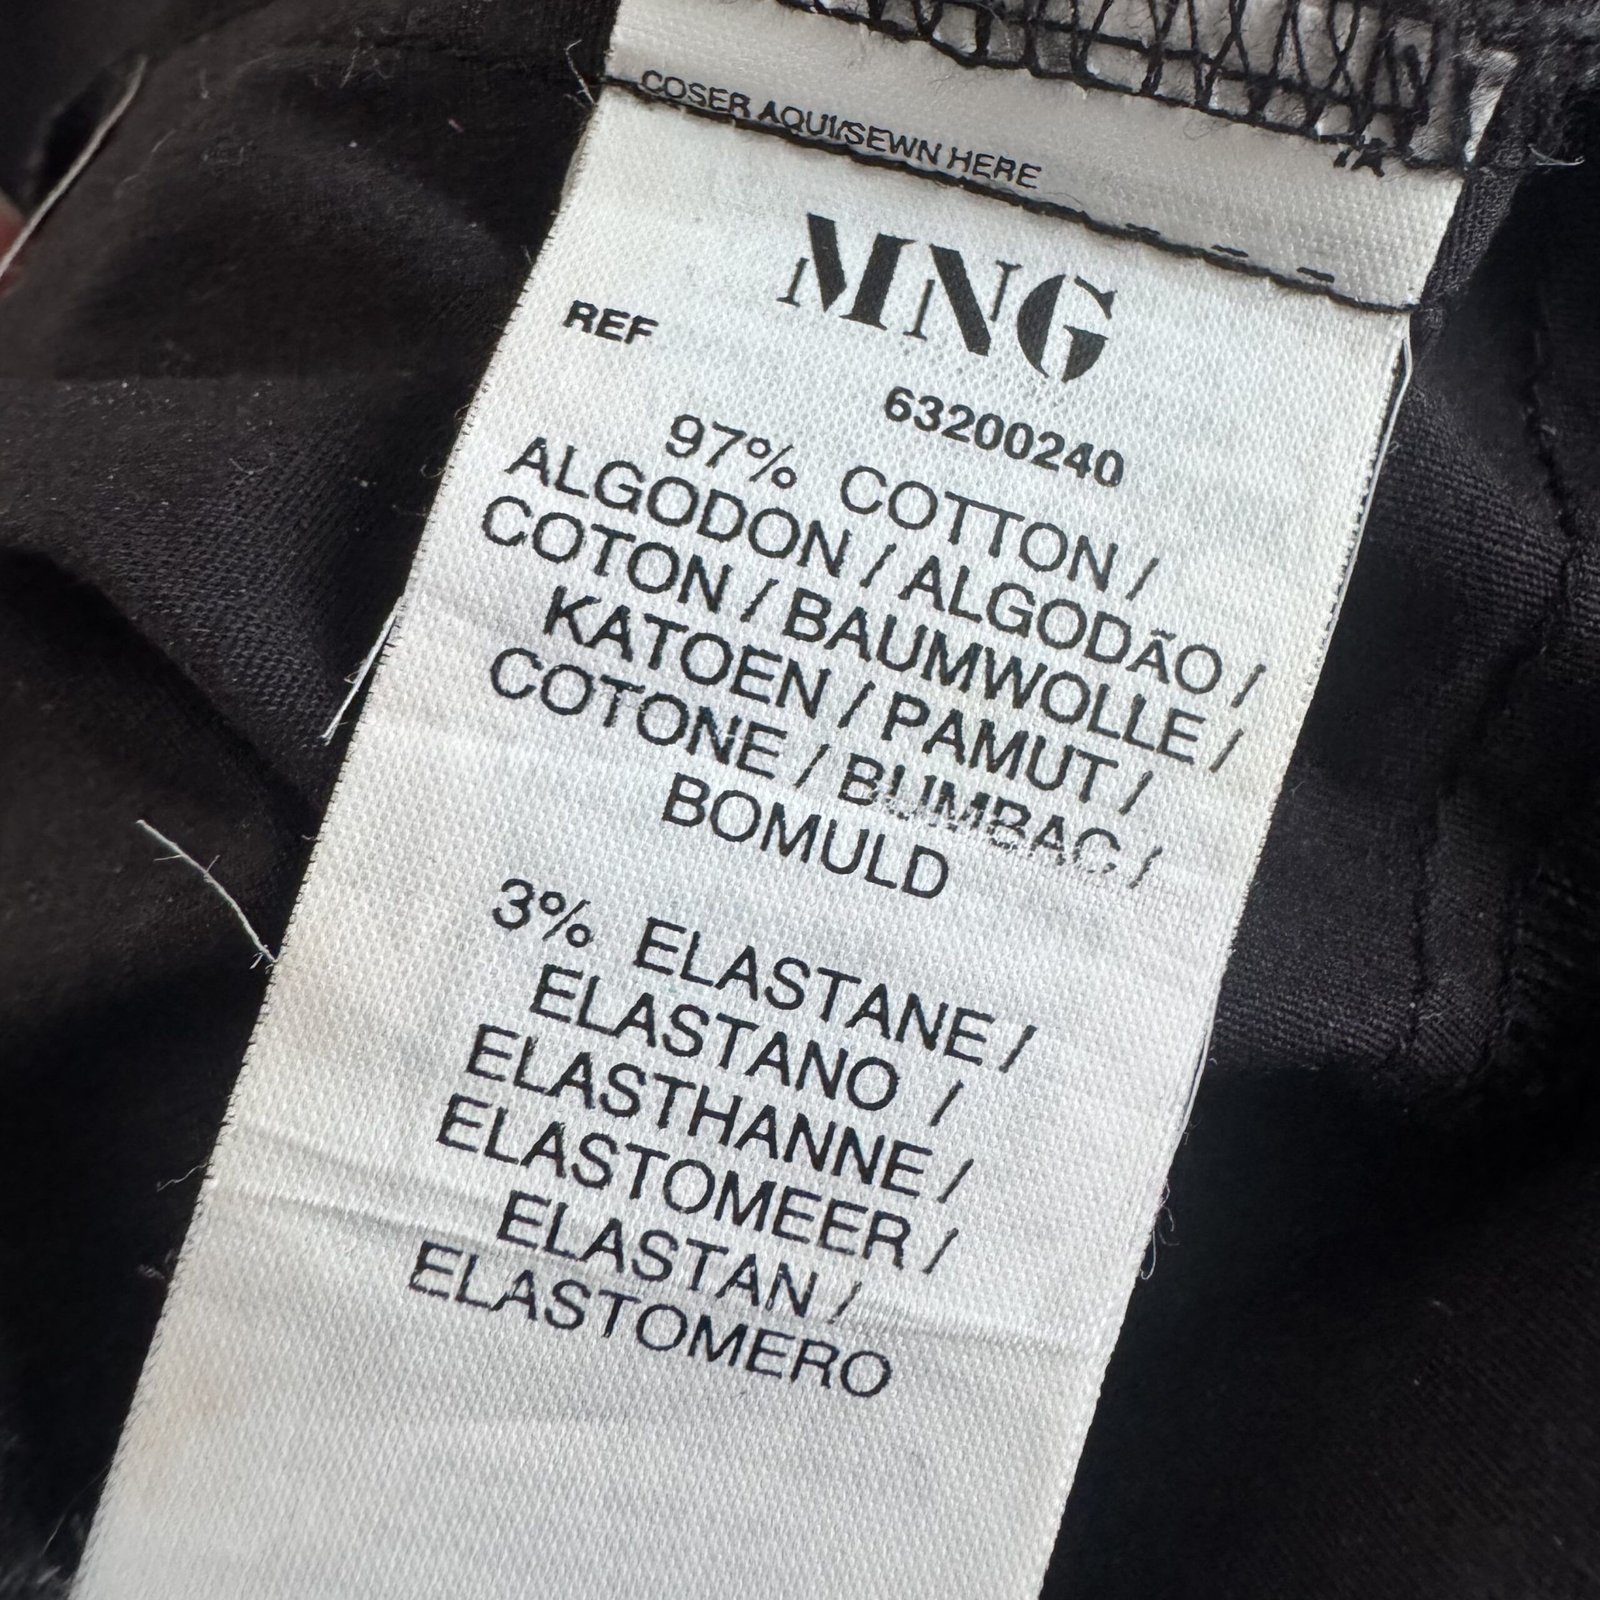 COSER AQUI/SEWN HERE
MNG
REF
63200240
97% COTTON /
ALGODON / ALGODÃO /
COTON / BAUMWOLLE /
KATOEN / PAMUT /
COTONE / BUMBAC /
BOMULD
3% ELASTANE /
ELASTANO /
ELASTHANNE /
ELASTOMEER /
ELASTAN /
ELASTOMERO